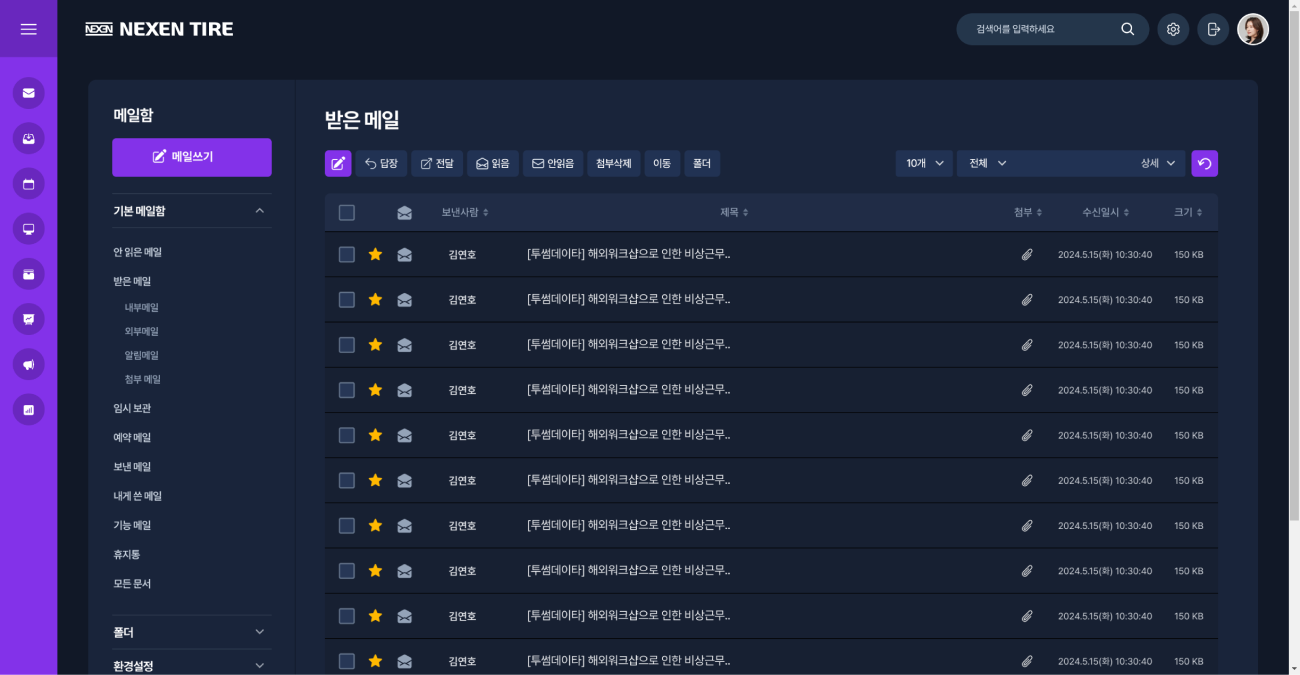 NEXEN NEXEN TIRE
검색어를 입력하세요
메일함
메일쓰기
기본 메일함
안 읽은 메일
받은 메일
내부메일
외부메일
알림메일
첨부 메일
임시 보관
예약 메일
보낸 메일
내게 쓴 메일
기능 메일
휴지통
모든 문서
폴더
환경설정
받은 메일
답장 전달 읽음 안읽음 첨부삭제 이동 폴더 10개 전체 상세
보낸사람 제목 첨부 수신일시 크기
김연호 [투썸데이타] 해외워크샵으로 인한 비상근무.. 2024.5.15(화) 10:30:40 150 KB
김연호 [투썸데이타] 해외워크샵으로 인한 비상근무.. 2024.5.15(화) 10:30:40 150 KB
김연호 [투썸데이타] 해외워크샵으로 인한 비상근무.. 2024.5.15(화) 10:30:40 150 KB
김연호 [투썸데이타] 해외워크샵으로 인한 비상근무.. 2024.5.15(화) 10:30:40 150 KB
김연호 [투썸데이타] 해외워크샵으로 인한 비상근무.. 2024.5.15(화) 10:30:40 150 KB
김연호 [투썸데이타] 해외워크샵으로 인한 비상근무.. 2024.5.15(화) 10:30:40 150 KB
김연호 [투썸데이타] 해외워크샵으로 인한 비상근무.. 2024.5.15(화) 10:30:40 150 KB
김연호 [투썸데이타] 해외워크샵으로 인한 비상근무.. 2024.5.15(화) 10:30:40 150 KB
김연호 [투썸데이타] 해외워크샵으로 인한 비상근무.. 2024.5.15(화) 10:30:40 150 KB
김연호 [투썸데이타] 해외워크샵으로 인한 비상근무.. 2024.5.15(화) 10:30:40 150 KB